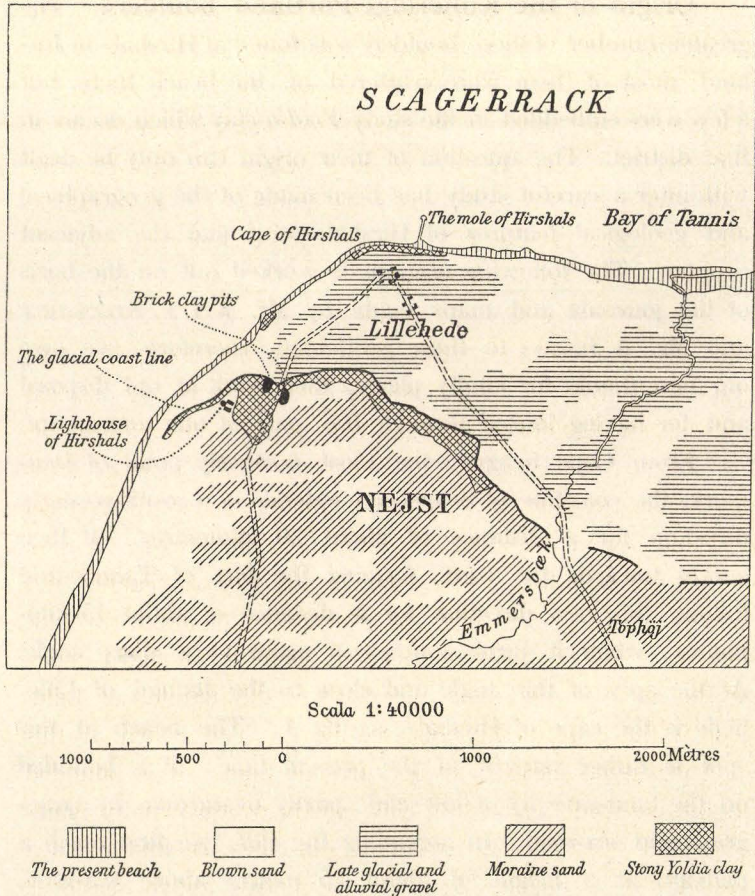 SCAGERRACK
The mole of Hirshals
Bay of Tannis
Cape of Hirshals
Brick clay pits
Lillehede
The glacial coast line
Lighthouse
of Hirshals
NEJST
Emmersbæk
Tophöj
Scala 1:40000
1000 500 0 1000 2000 Mètres
The present beach
Blown sand
Late glacial and
alluvial gravel
Moraine sand
Stony Yoldia clay